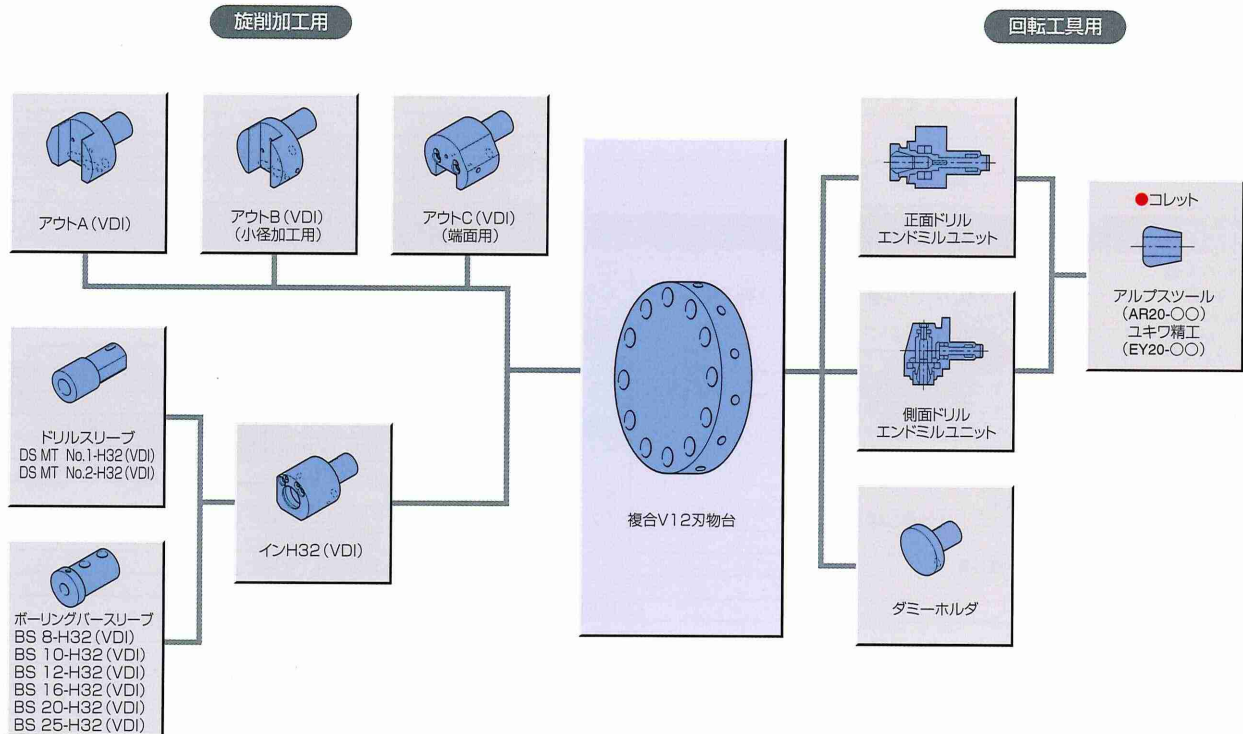 旋削加工用
回転工具用
アウトA(VDI)
アウトB(VDI)
(小径加工用)
アウトC(VDI)
(端面用)
ドリルスリーブ
DS MT No.1-H32(VDI)
DS MT No.2-H32(VDI)
ボーリングバースリーブ
BS 8-H32(VDI)
BS 10-H32(VDI)
BS 12-H32(VDI)
BS 16-H32(VDI)
BS 20-H32(VDI)
BS 25-H32(VDI)
インH32(VDI)
複合V12刃物台
正面ドリル
エンドミルユニット
側面ドリル
エンドミルユニット
ダミーホルダ
●コレット
アルプスツール
(AR20-○○)
ユキワ精工
(EY20-○○)